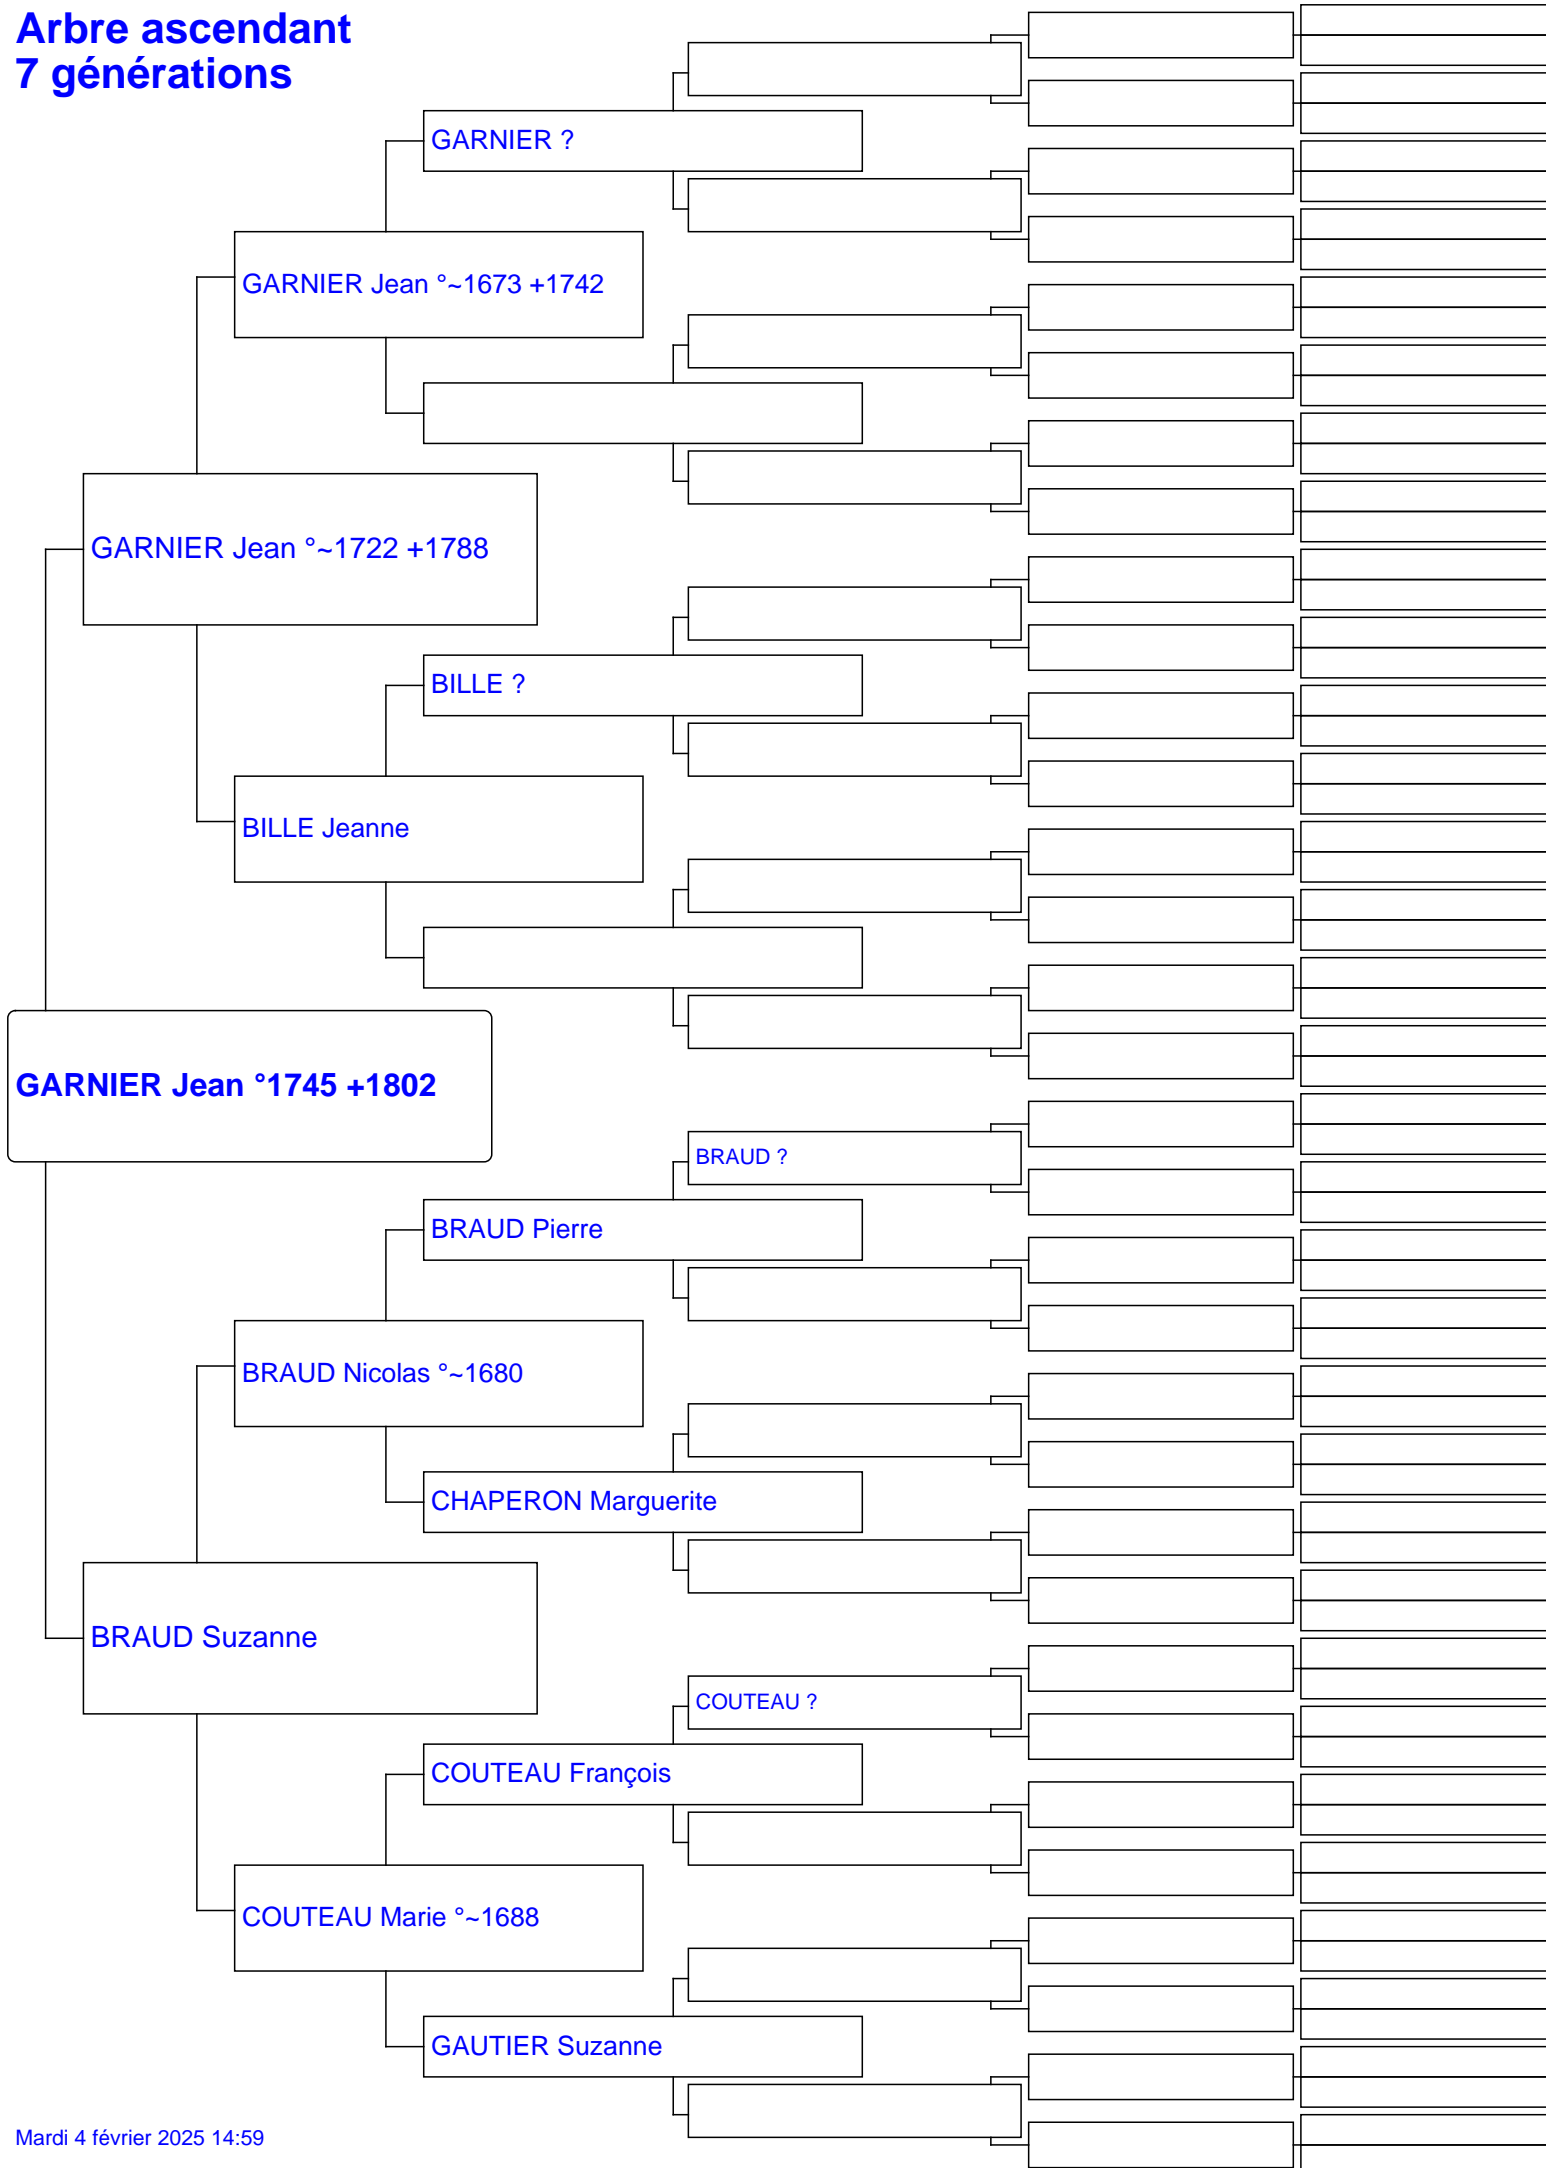 Arbre ascendant
7 générations
GARNIER ?
GARNIER Jean °~1673 +1742
GARNIER Jean °~1722 +1788
BILLE ?
BILLE Jeanne
GARNIER Jean °1745 +1802
BRAUD ?
BRAUD Pierre
BRAUD Nicolas °~1680
CHAPERON Marguerite
BRAUD Suzanne
COUTEAU ?
COUTEAU François
COUTEAU Marie °~1688
GAUTIER Suzanne
Mardi 4 février 2025 14:59